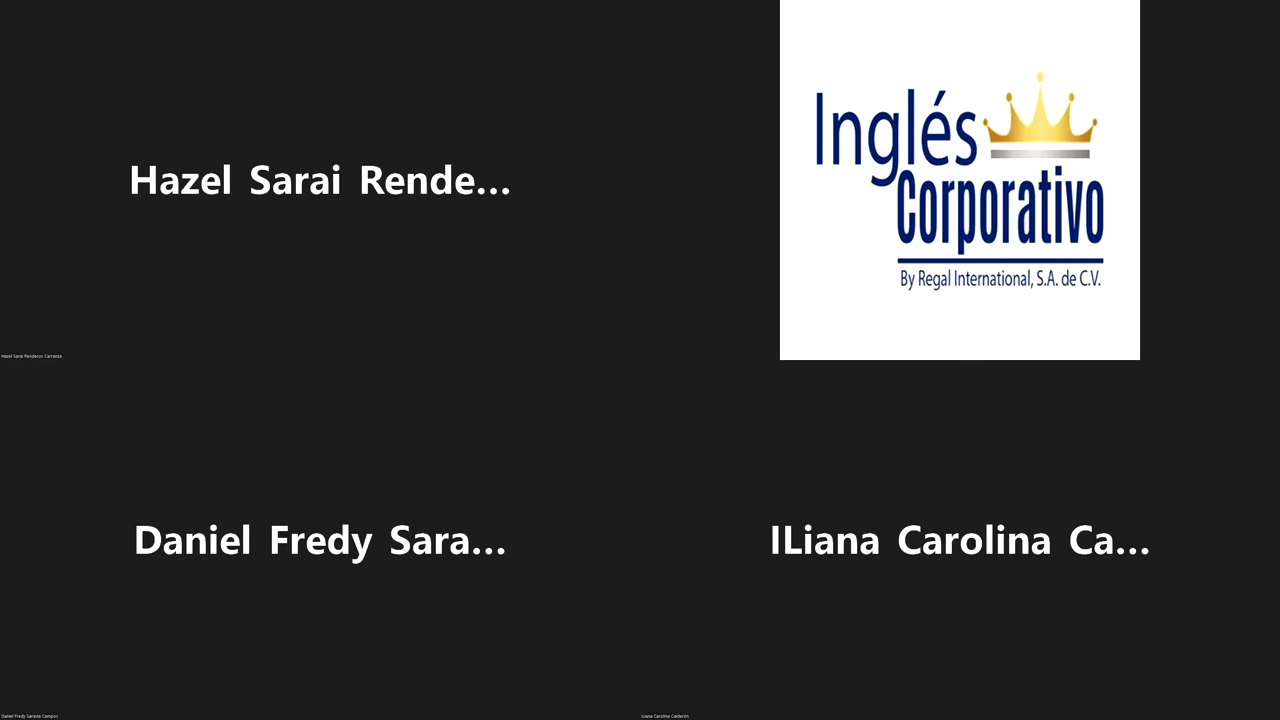 Hazel Sarai Rende...
Inglés
Corporativo
By Regal International, S.A. de C.V.
Hazel Sarai Renderos Carranza
Daniel Fredy Sara...
ILiana Carolina Ca...
Daniel Fredy Saravia Campos
ILiana Carolina Calderón